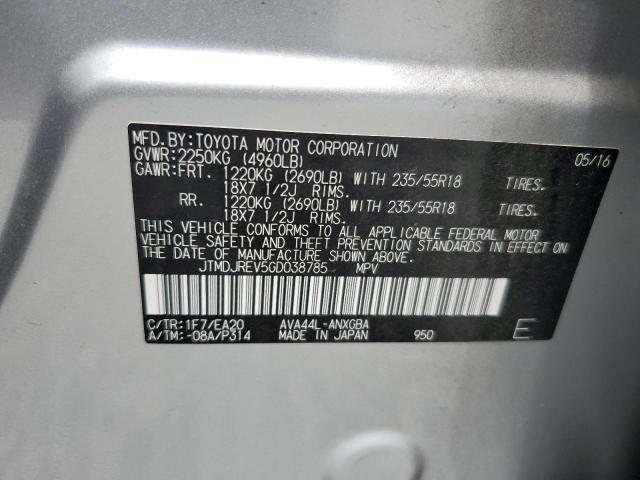 MFD.BY:TOYOTA MOTOR CORPORATION 05/16
GVWR:2250KG (4960LB)
GAWR:FRT. 1220KG (2690LB) WITH 235/55R18 TIRES.
18X7 1/2J RIMS.
RR. 1220KG (2690LB) WITH 235/55R18 TIRES.
18X7 1/2J RIMS.
THIS VEHICLE CONFORMS TO ALL APPLICABLE FEDERAL MOTOR
VEHICLE SAFETY AND THEFT PREVENTION STANDARDS IN EFFECT ON
THE DATE OF MANUFACTURE SHOWN ABOVE.
JTMDJREV5GD038785 MPV
C/TR:1F7/EA20 AVA44L-ANXGBA
A/TM:-08A/P314 MADE IN JAPAN 950 E